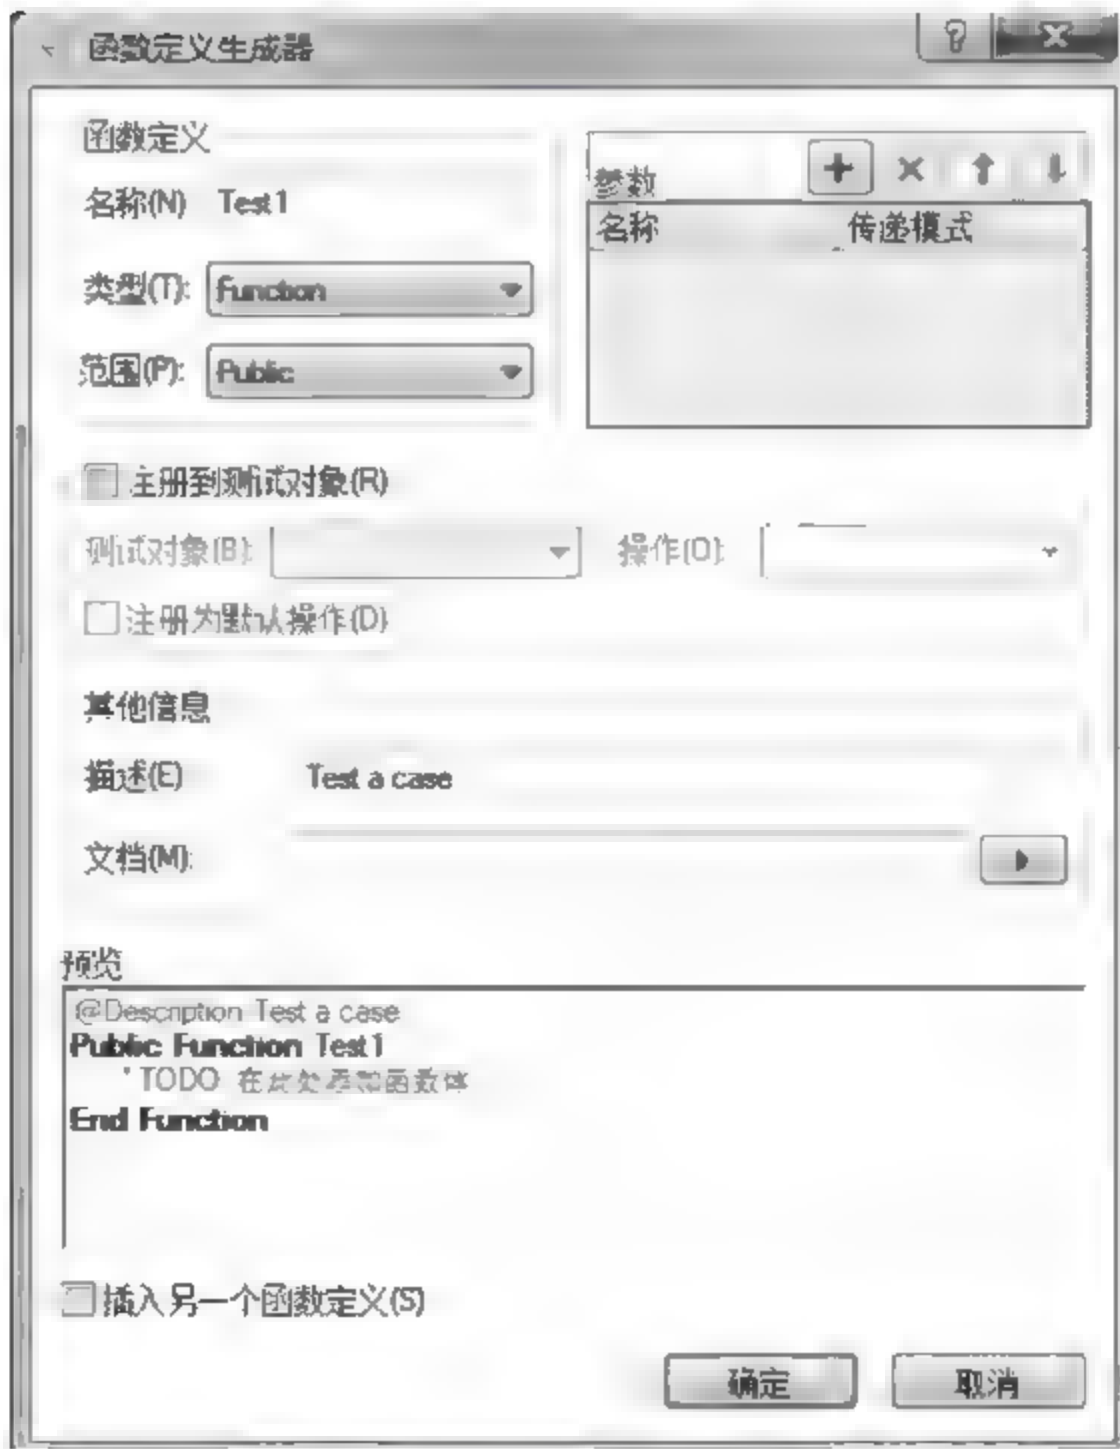 函数定义生成器
函数定义
名称(N) Test1
类型(T): Function
范围(P): Public
参数
名称 传递模式
注册到测试对象(R)
测试对象(B): 操作(O):
注册为默认操作(D)
其他信息
描述(E) Test a case
文档(M):
预览
@Description Test a case
Public Function Test1
' TODO 在此处添加函数体
End Function
插入另一个函数定义(S)
确定 取消